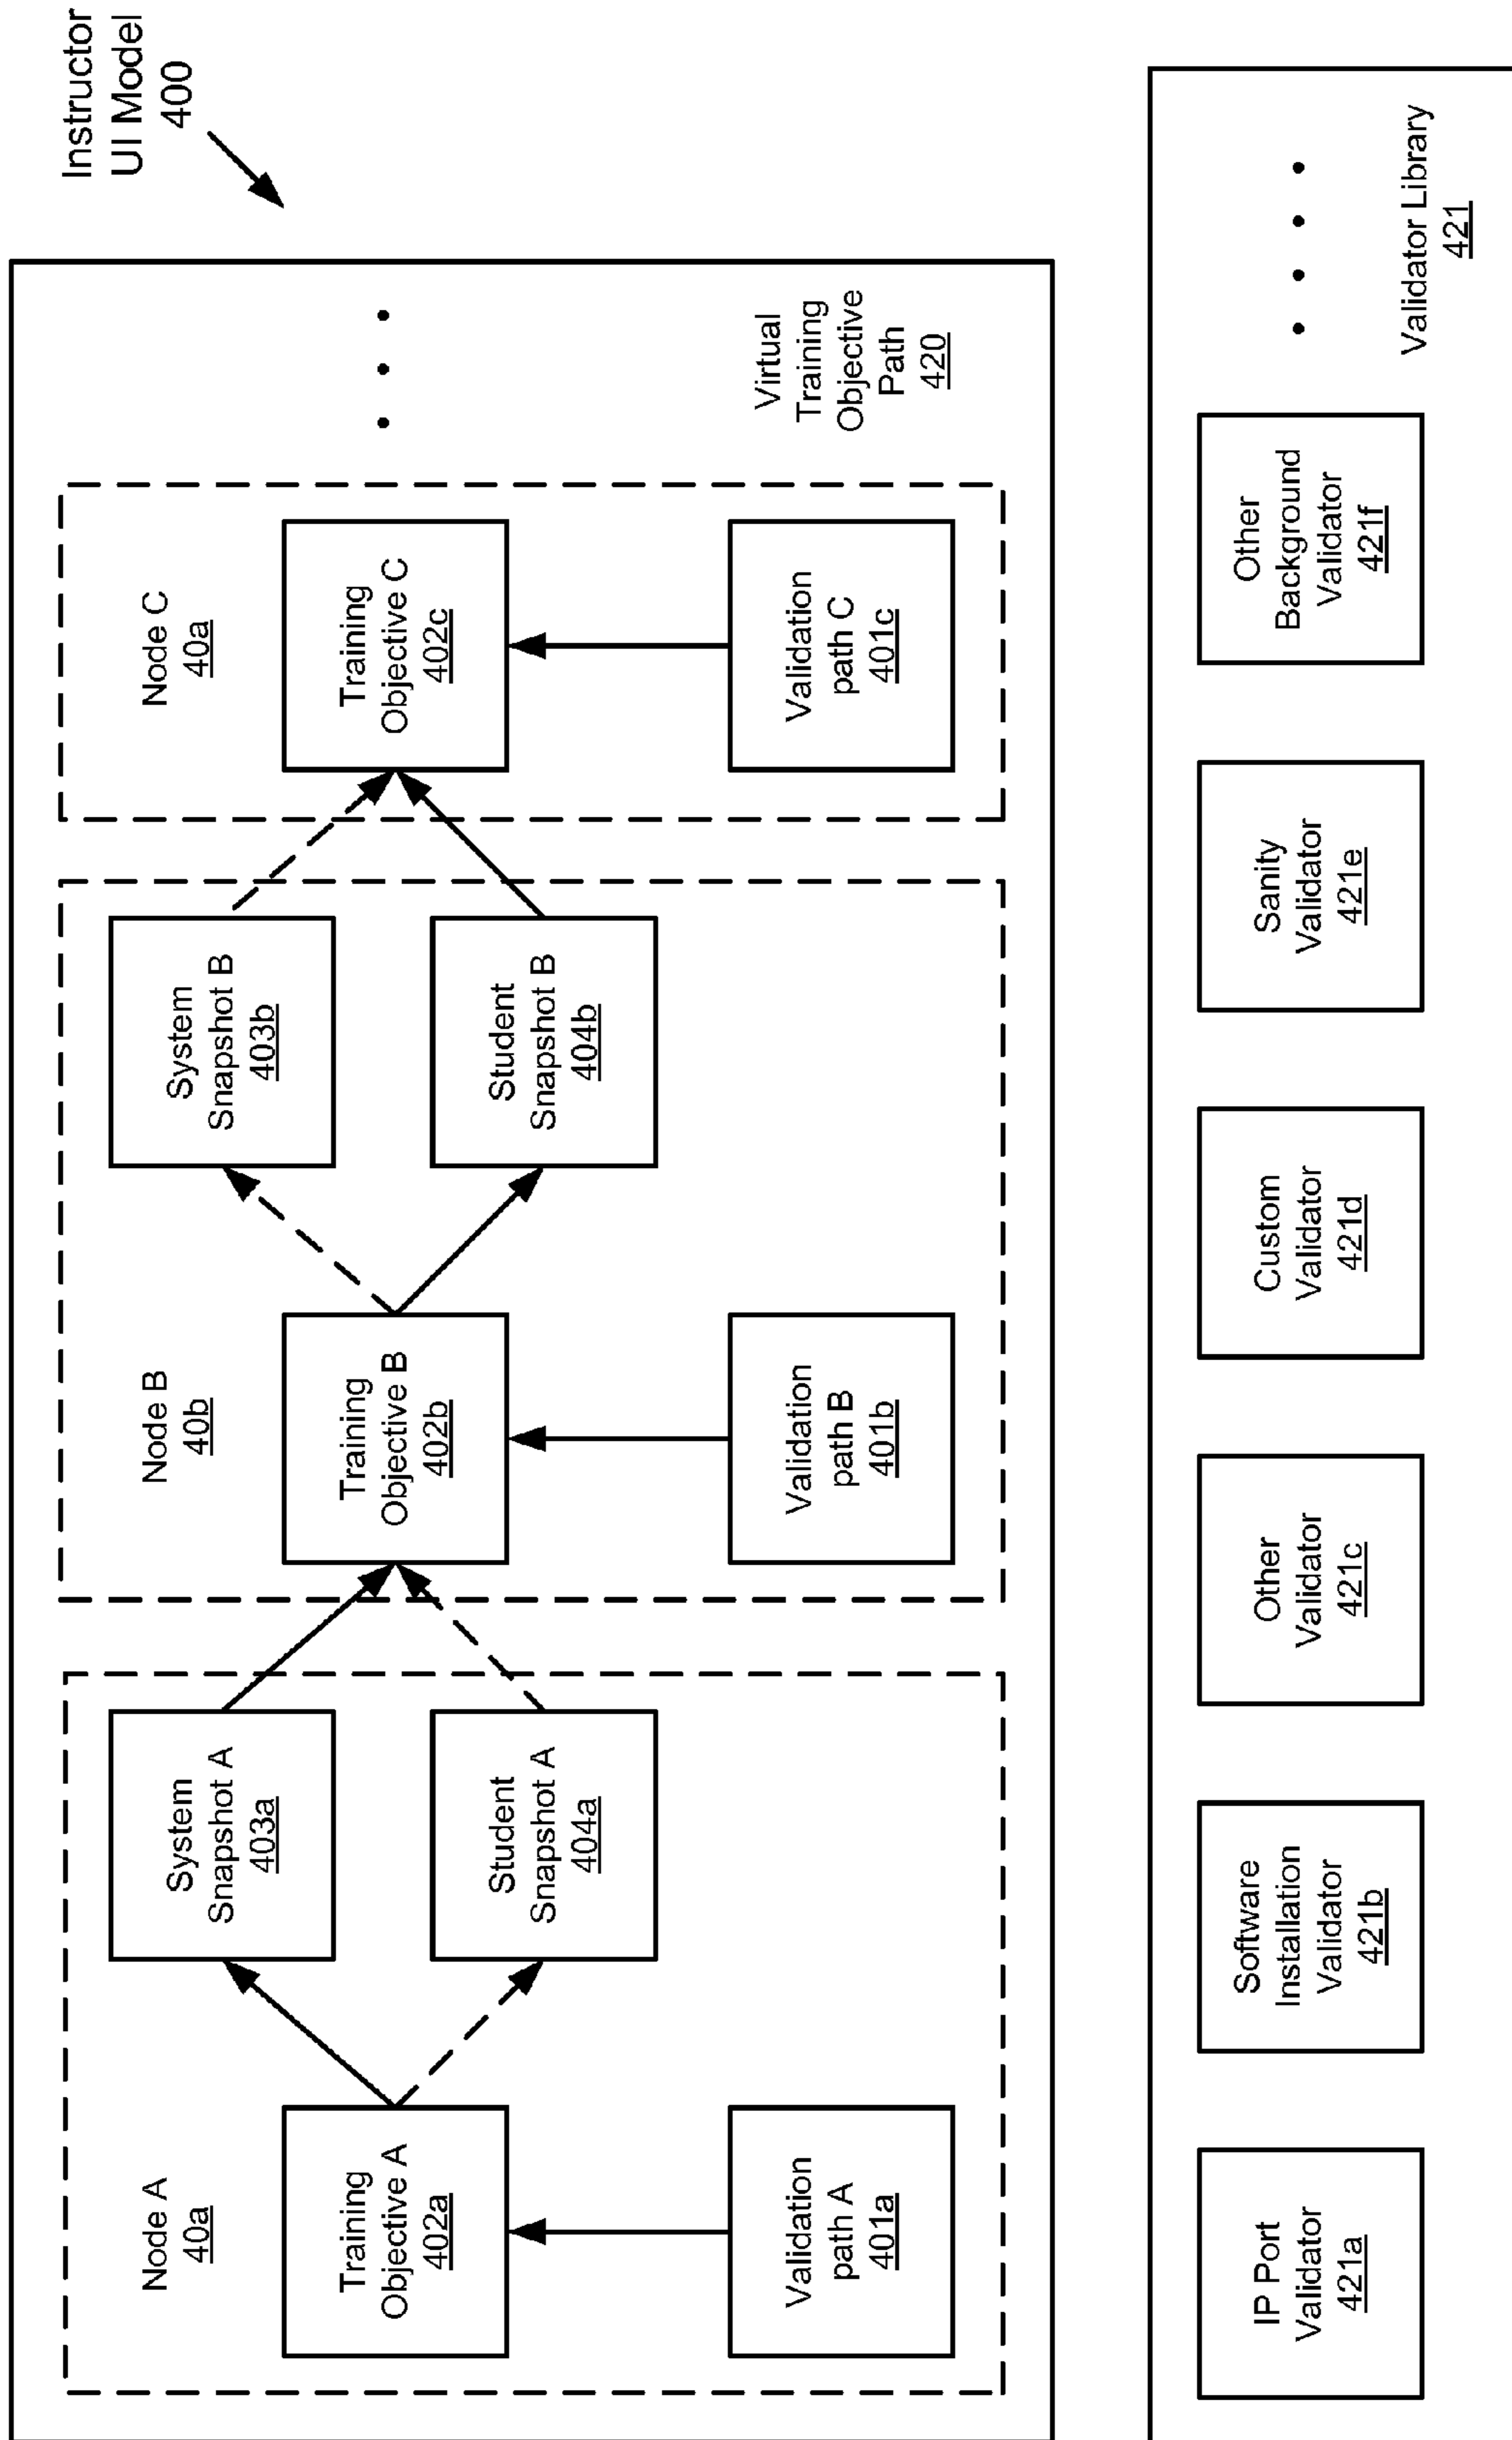 Instructor
UI Model
400
Node A
40a
Training
Objective A
402a
Validation
path A
401a
System
Snapshot A
403a
Student
Snapshot A
404a
Node B
40b
Training
Objective B
402b
Validation
path B
401b
System
Snapshot B
403b
Student
Snapshot B
404b
Node C
40a
Training
Objective C
402c
Validation
path C
401c
Virtual
Training
Objective
Path
420
IP Port
Validator
421a
Software
Installation
Validator
421b
Other
Validator
421c
Custom
Validator
421d
Sanity
Validator
421e
Other
Background
Validator
421f
Validator Library
421